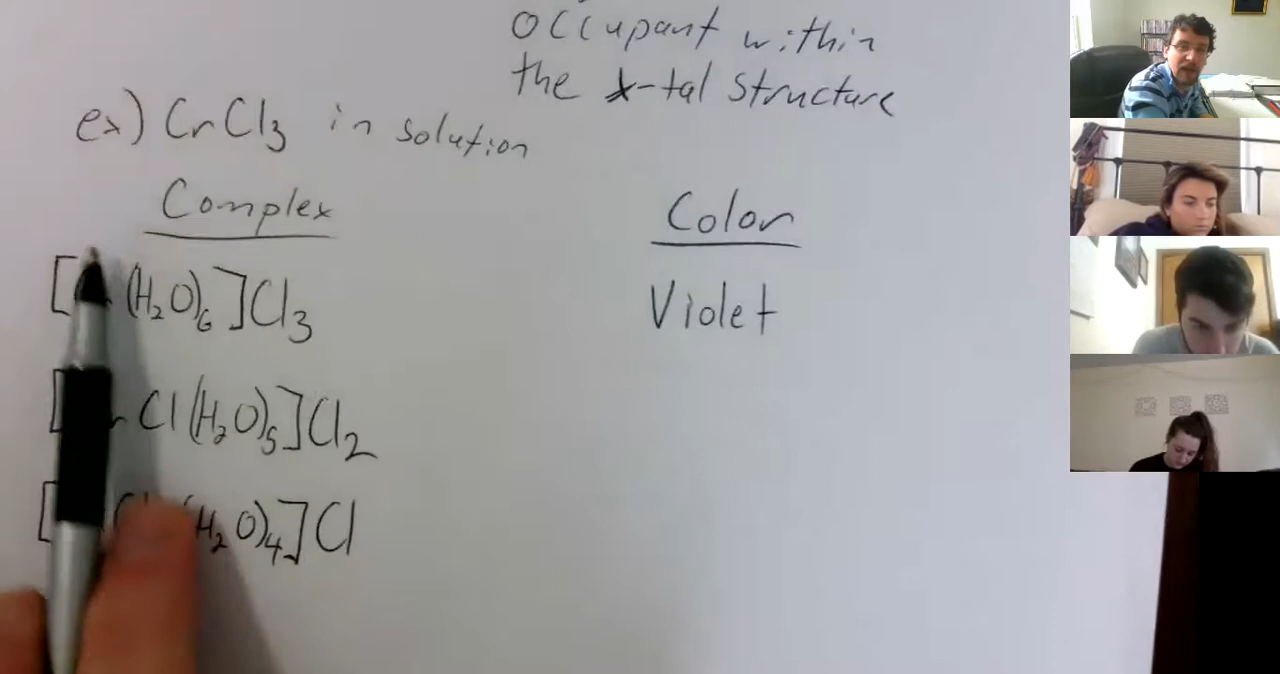 occupant within
the x-tal structure
ex) CrCl3 in solution
Complex Color
[ (H2O)6]Cl3 Violet
[ Cl(H2O)5]Cl2
[ H2O)4]Cl